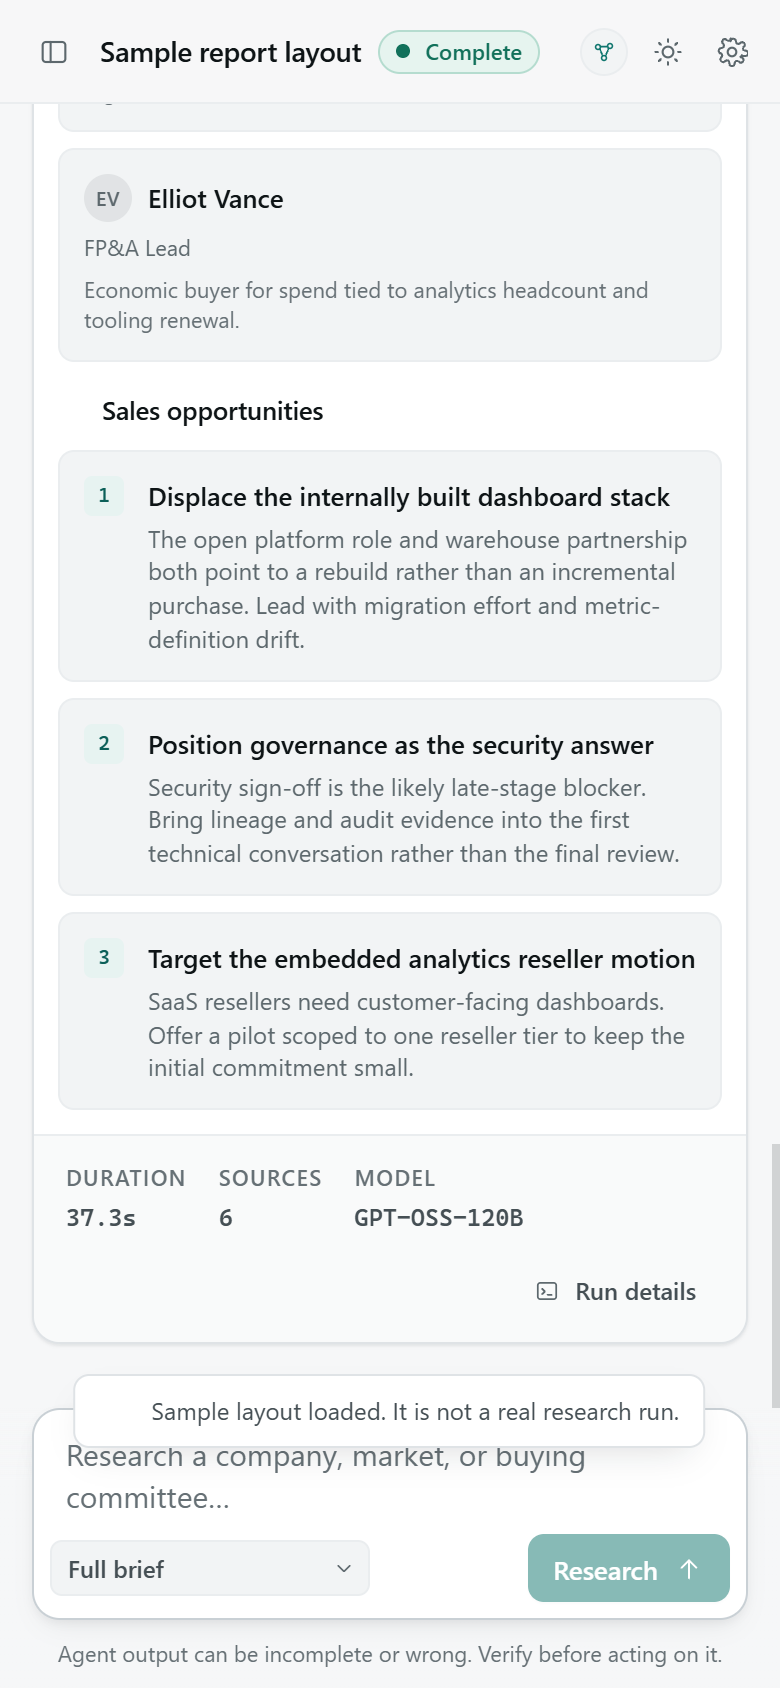 Sample report layout
Complete
EV
Elliot Vance
FP&A Lead
Economic buyer for spend tied to analytics headcount and
tooling renewal.
Sales opportunities
1
Displace the internally built dashboard stack
The open platform role and warehouse partnership
both point to a rebuild rather than an incremental
purchase. Lead with migration effort and metric-
definition drift.
2
Position governance as the security answer
Security sign-off is the likely late-stage blocker.
Bring lineage and audit evidence into the first
technical conversation rather than the final review.
3
Target the embedded analytics reseller motion
SaaS resellers need customer-facing dashboards.
Offer a pilot scoped to one reseller tier to keep the
initial commitment small.
DURATION SOURCES MODEL
37.3s 6 GPT-OSS-120B
Run details
Sample layout loaded. It is not a real research run.
Research a company, market, or buying
committee...
Full brief
Research
Agent output can be incomplete or wrong. Verify before acting on it.